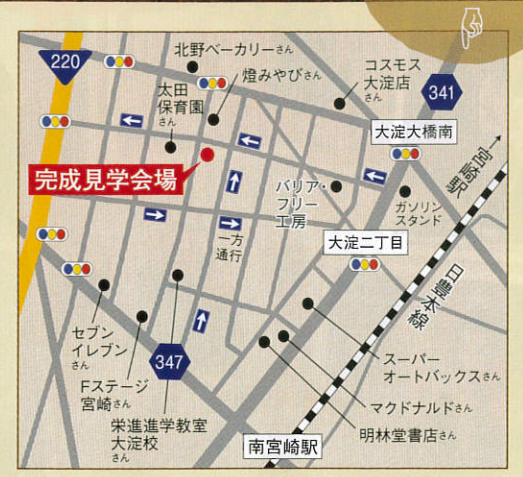 220
北野ベーカリーさん
燈みやびさん
太田
保育園
さん
コスモス
大淀店
さん
341
大淀大橋南
宮崎駅
完成見学会場
バリア・
フリー
工房
ガソリン
スタンド
一方
通行
大淀二丁目
日豊本線
セブン
イレブン
さん
Fステージ
宮崎さん
347
栄進進学教室
大淀校
さん
スーパー
オートバックスさん
マクドナルドさん
明林堂書店さん
南宮崎駅